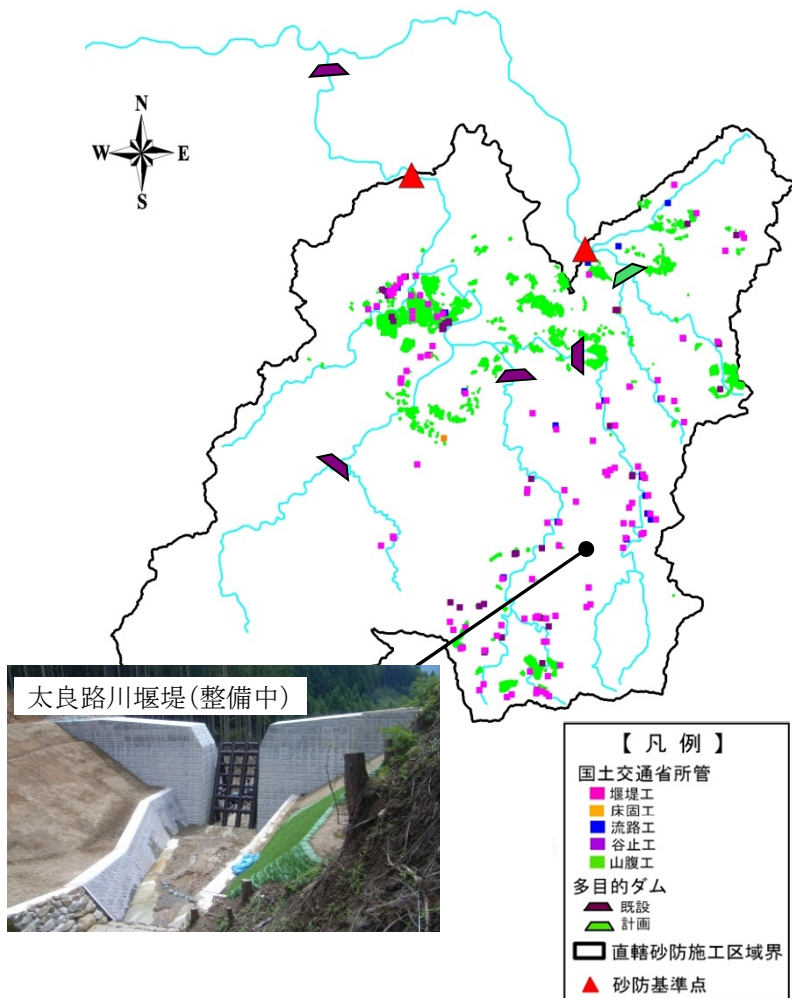 N
W E
S
太良路川堰堤(整備中)
【 凡 例 】
国土交通省所管
堰堤工
床固工
流路工
谷止工
山腹工
多目的ダム
既設
計画
直轄砂防施工区域界
砂防基準点